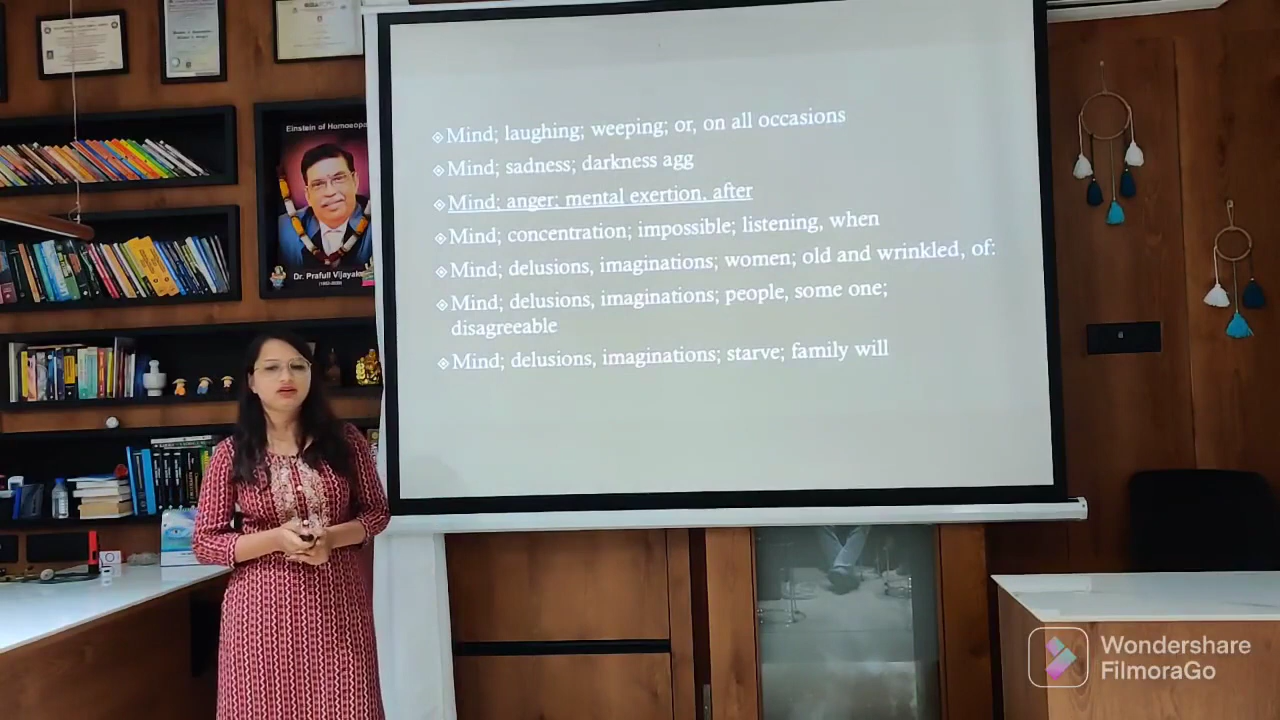 Einstein of Homoeopa
Dr. Prafull Vijayak
Mind; laughing; weeping; or, on all occasions
Mind; sadness; darkness agg
Mind; anger; mental exertion, after
Mind; concentration; impossible; listening, when
Mind; delusions, imaginations; women; old and wrinkled, of:
Mind; delusions, imaginations; people, some one;
disagreeable
Mind; delusions, imaginations; starve; family will
Wondershare
FilmoraGo